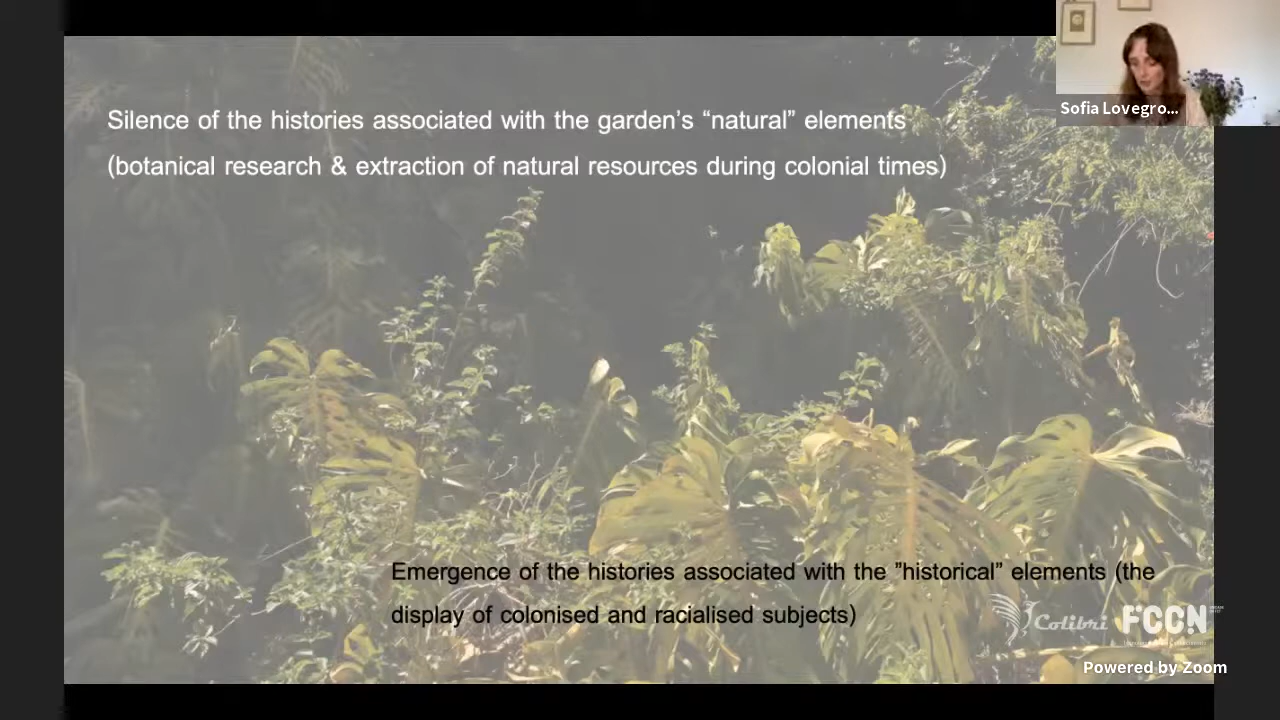 Silence of the histories associated with the garden’s “natural” elements
(botanical research & extraction of natural resources during colonial times)
Sofia Lovegro...
Emergence of the histories associated with the ”historical” elements (the
display of colonised and racialised subjects)
Colibri FCCN
Powered by Zoom